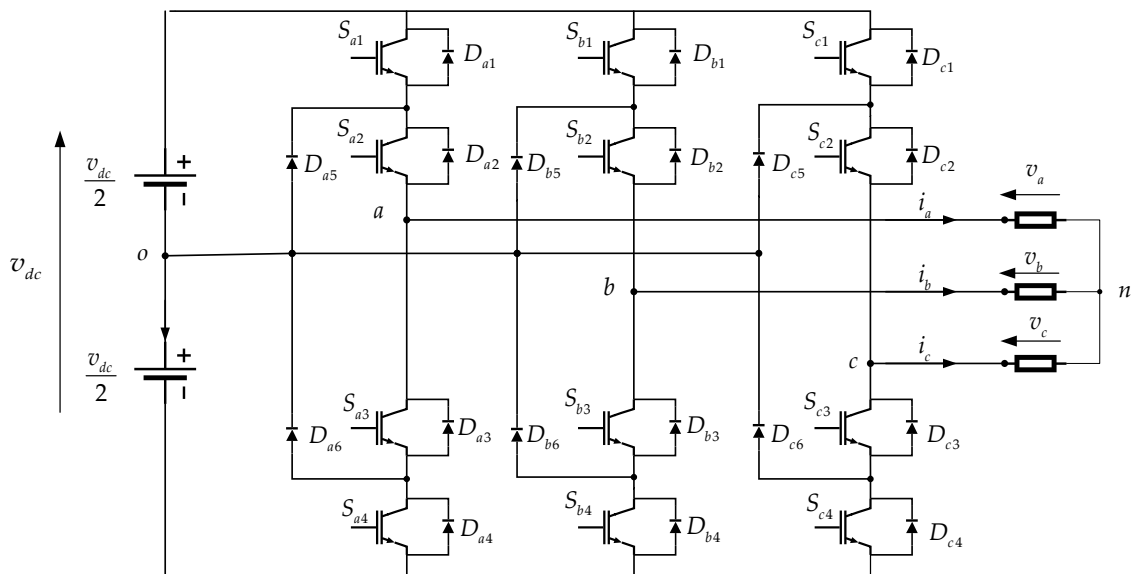 S_a1
D_a1
S_b1
D_b1
S_c1
D_c1
S_a2
D_a2
D_a5
S_b2
D_b2
D_b5
S_c2
D_c2
D_c5
v_dc/2
+
−
v_dc
o
a
b
c
i_a
v_a
i_b
v_b
i_c
v_c
n
v_dc/2
+
−
S_a3
D_a3
D_a6
S_b3
D_b3
D_b6
S_c3
D_c3
D_c6
S_a4
D_a4
S_b4
D_b4
S_c4
D_c4